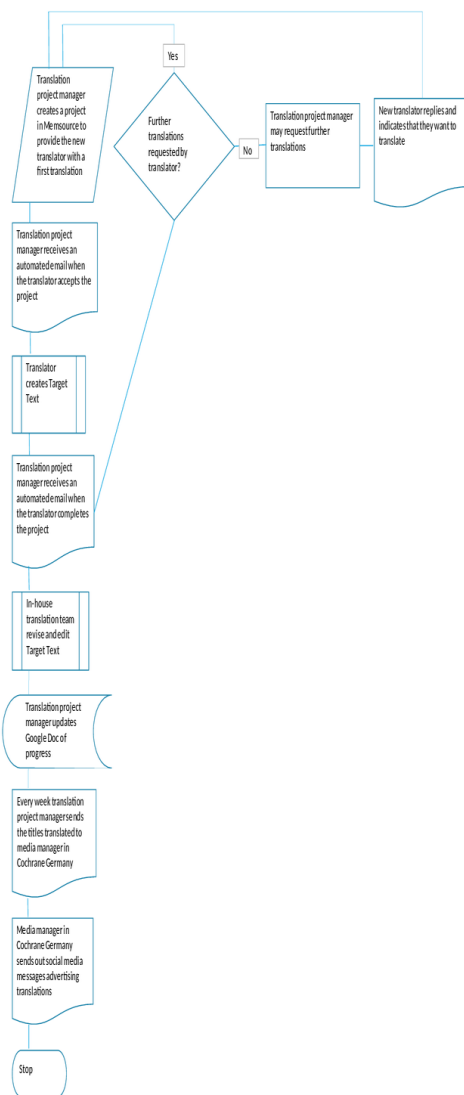 Yes
Translation
project manager
creates a project
in Memsource to
provide the new
translator with a
first translation
Further
translations
requested by
translator?
No
Translation project manager
may request further
translations
New translator replies and
indicates that they want to
translate
Translation project
manager receives an
automated email when
the translator accepts the
project
Translator
creates Target
Text
Translation project
manager receives an
automated email when
the translator completes
the project
In-house
translation team
revise and edit
Target Text
Translation project
manager updates
Google Doc of
progress
Every week translation
project manager sends
the titles translated to
media manager in
Cochrane Germany
Media manager in
Cochrane Germany
sends out social media
messages advertising
translations
Stop